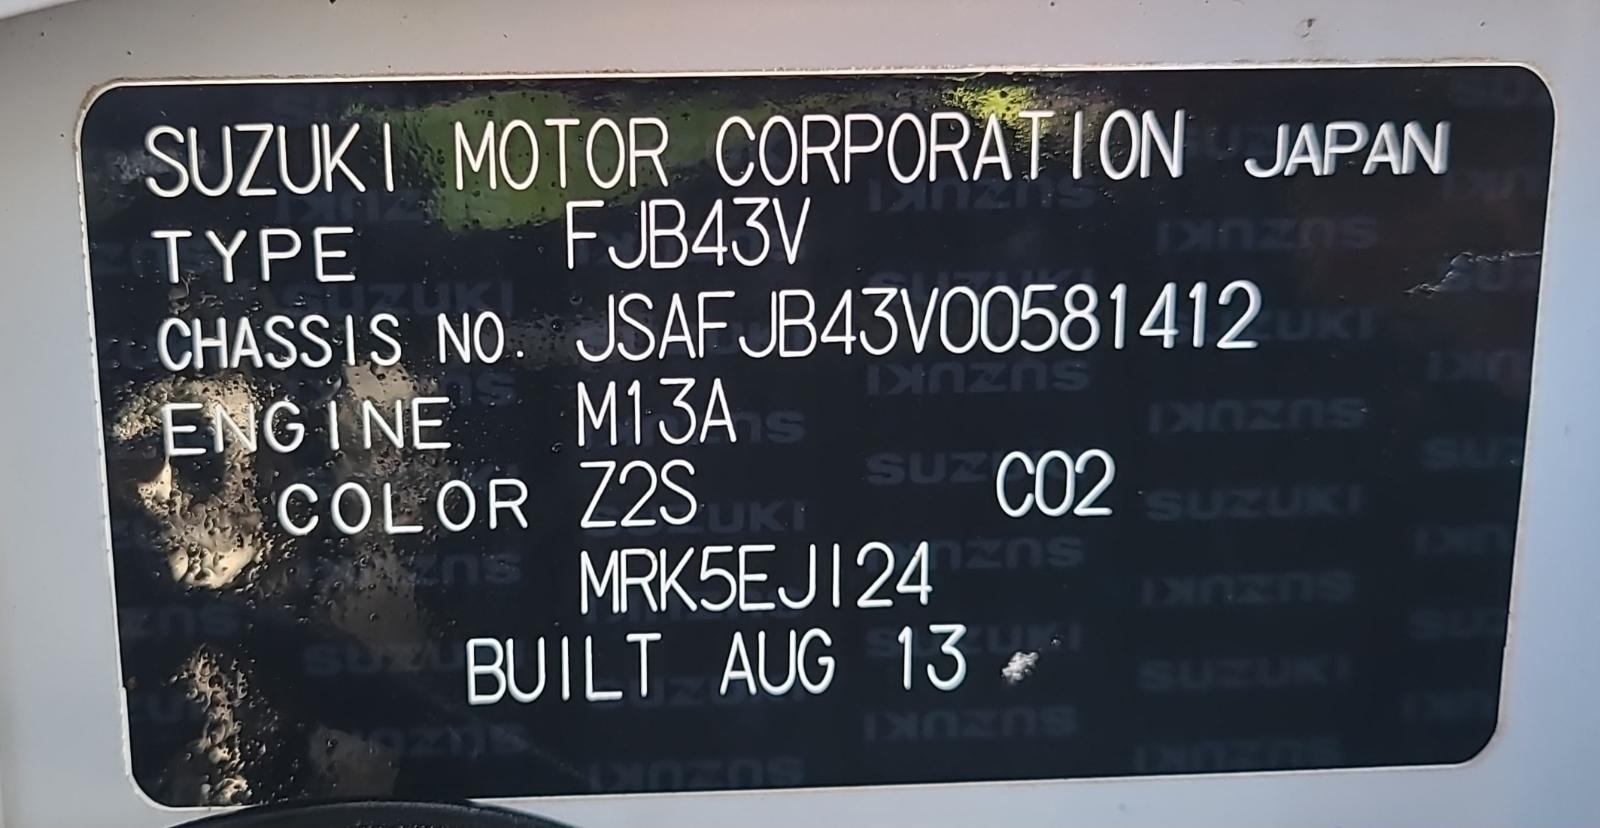 SUZUKI MOTOR CORPORATION JAPAN
TYPE FJB43V
CHASSIS NO. JSAFJB43V00581412
ENGINE M13A
COLOR Z2S C02
MRK5EJ124
BUILT AUG 13